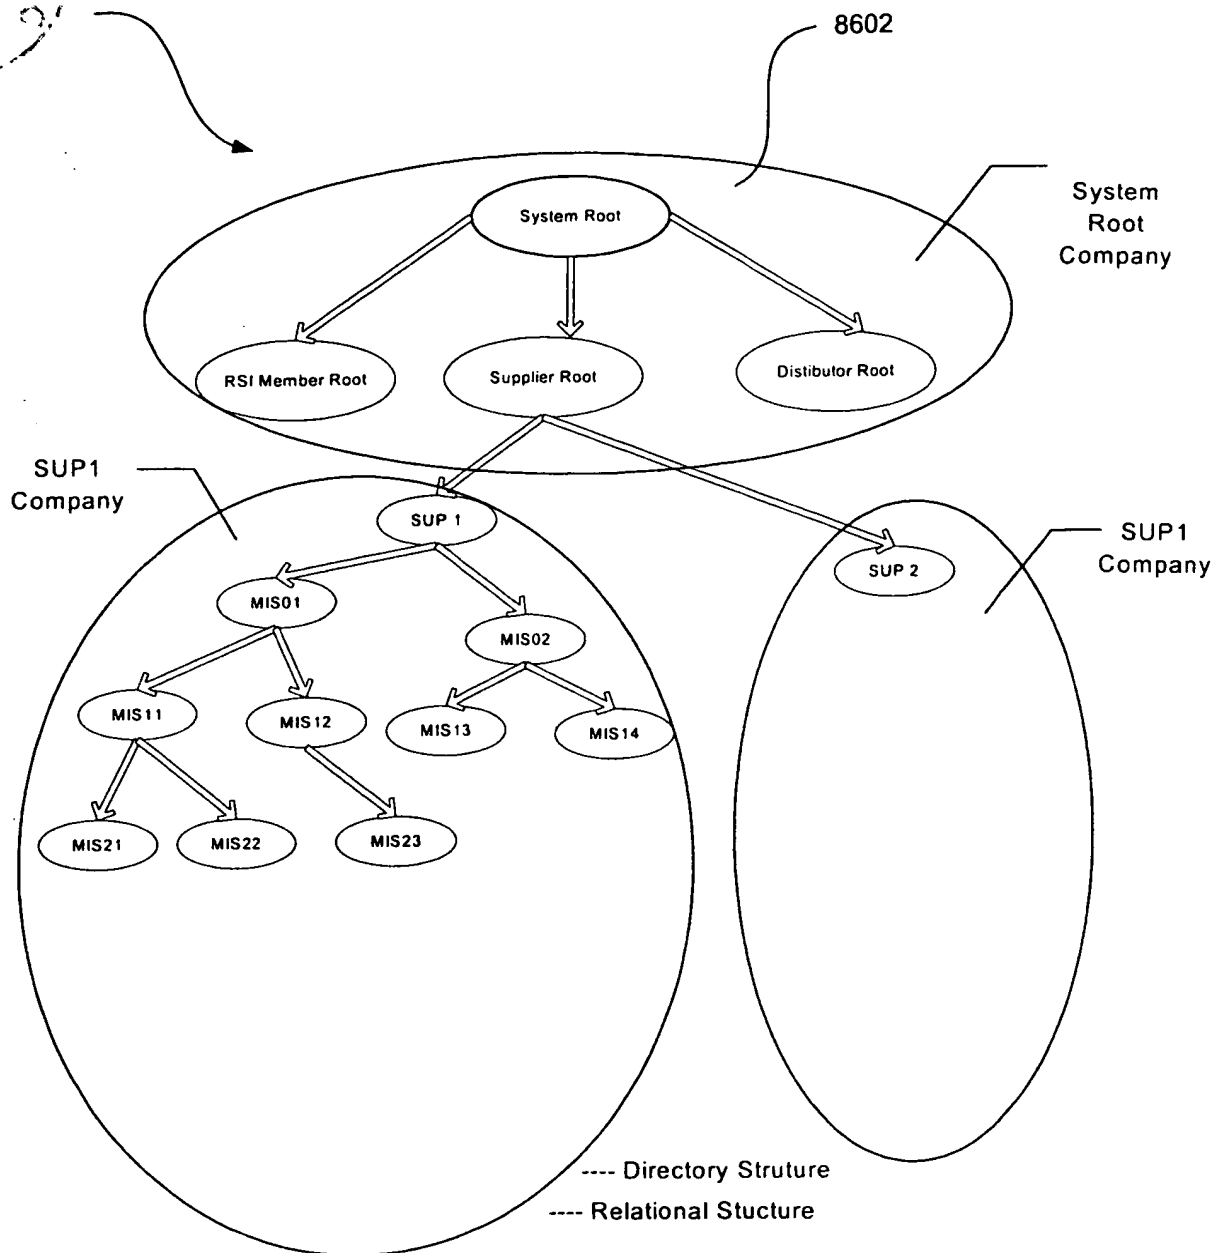 8602
System Root
System
Root
Company
RSI Member Root
Supplier Root
Distibutor Root
SUP1
Company
SUP 1
SUP 2
SUP1
Company
MIS01
MIS02
MIS11
MIS12
MIS13
MIS14
MIS21
MIS22
MIS23
---- Directory Struture
---- Relational Stucture